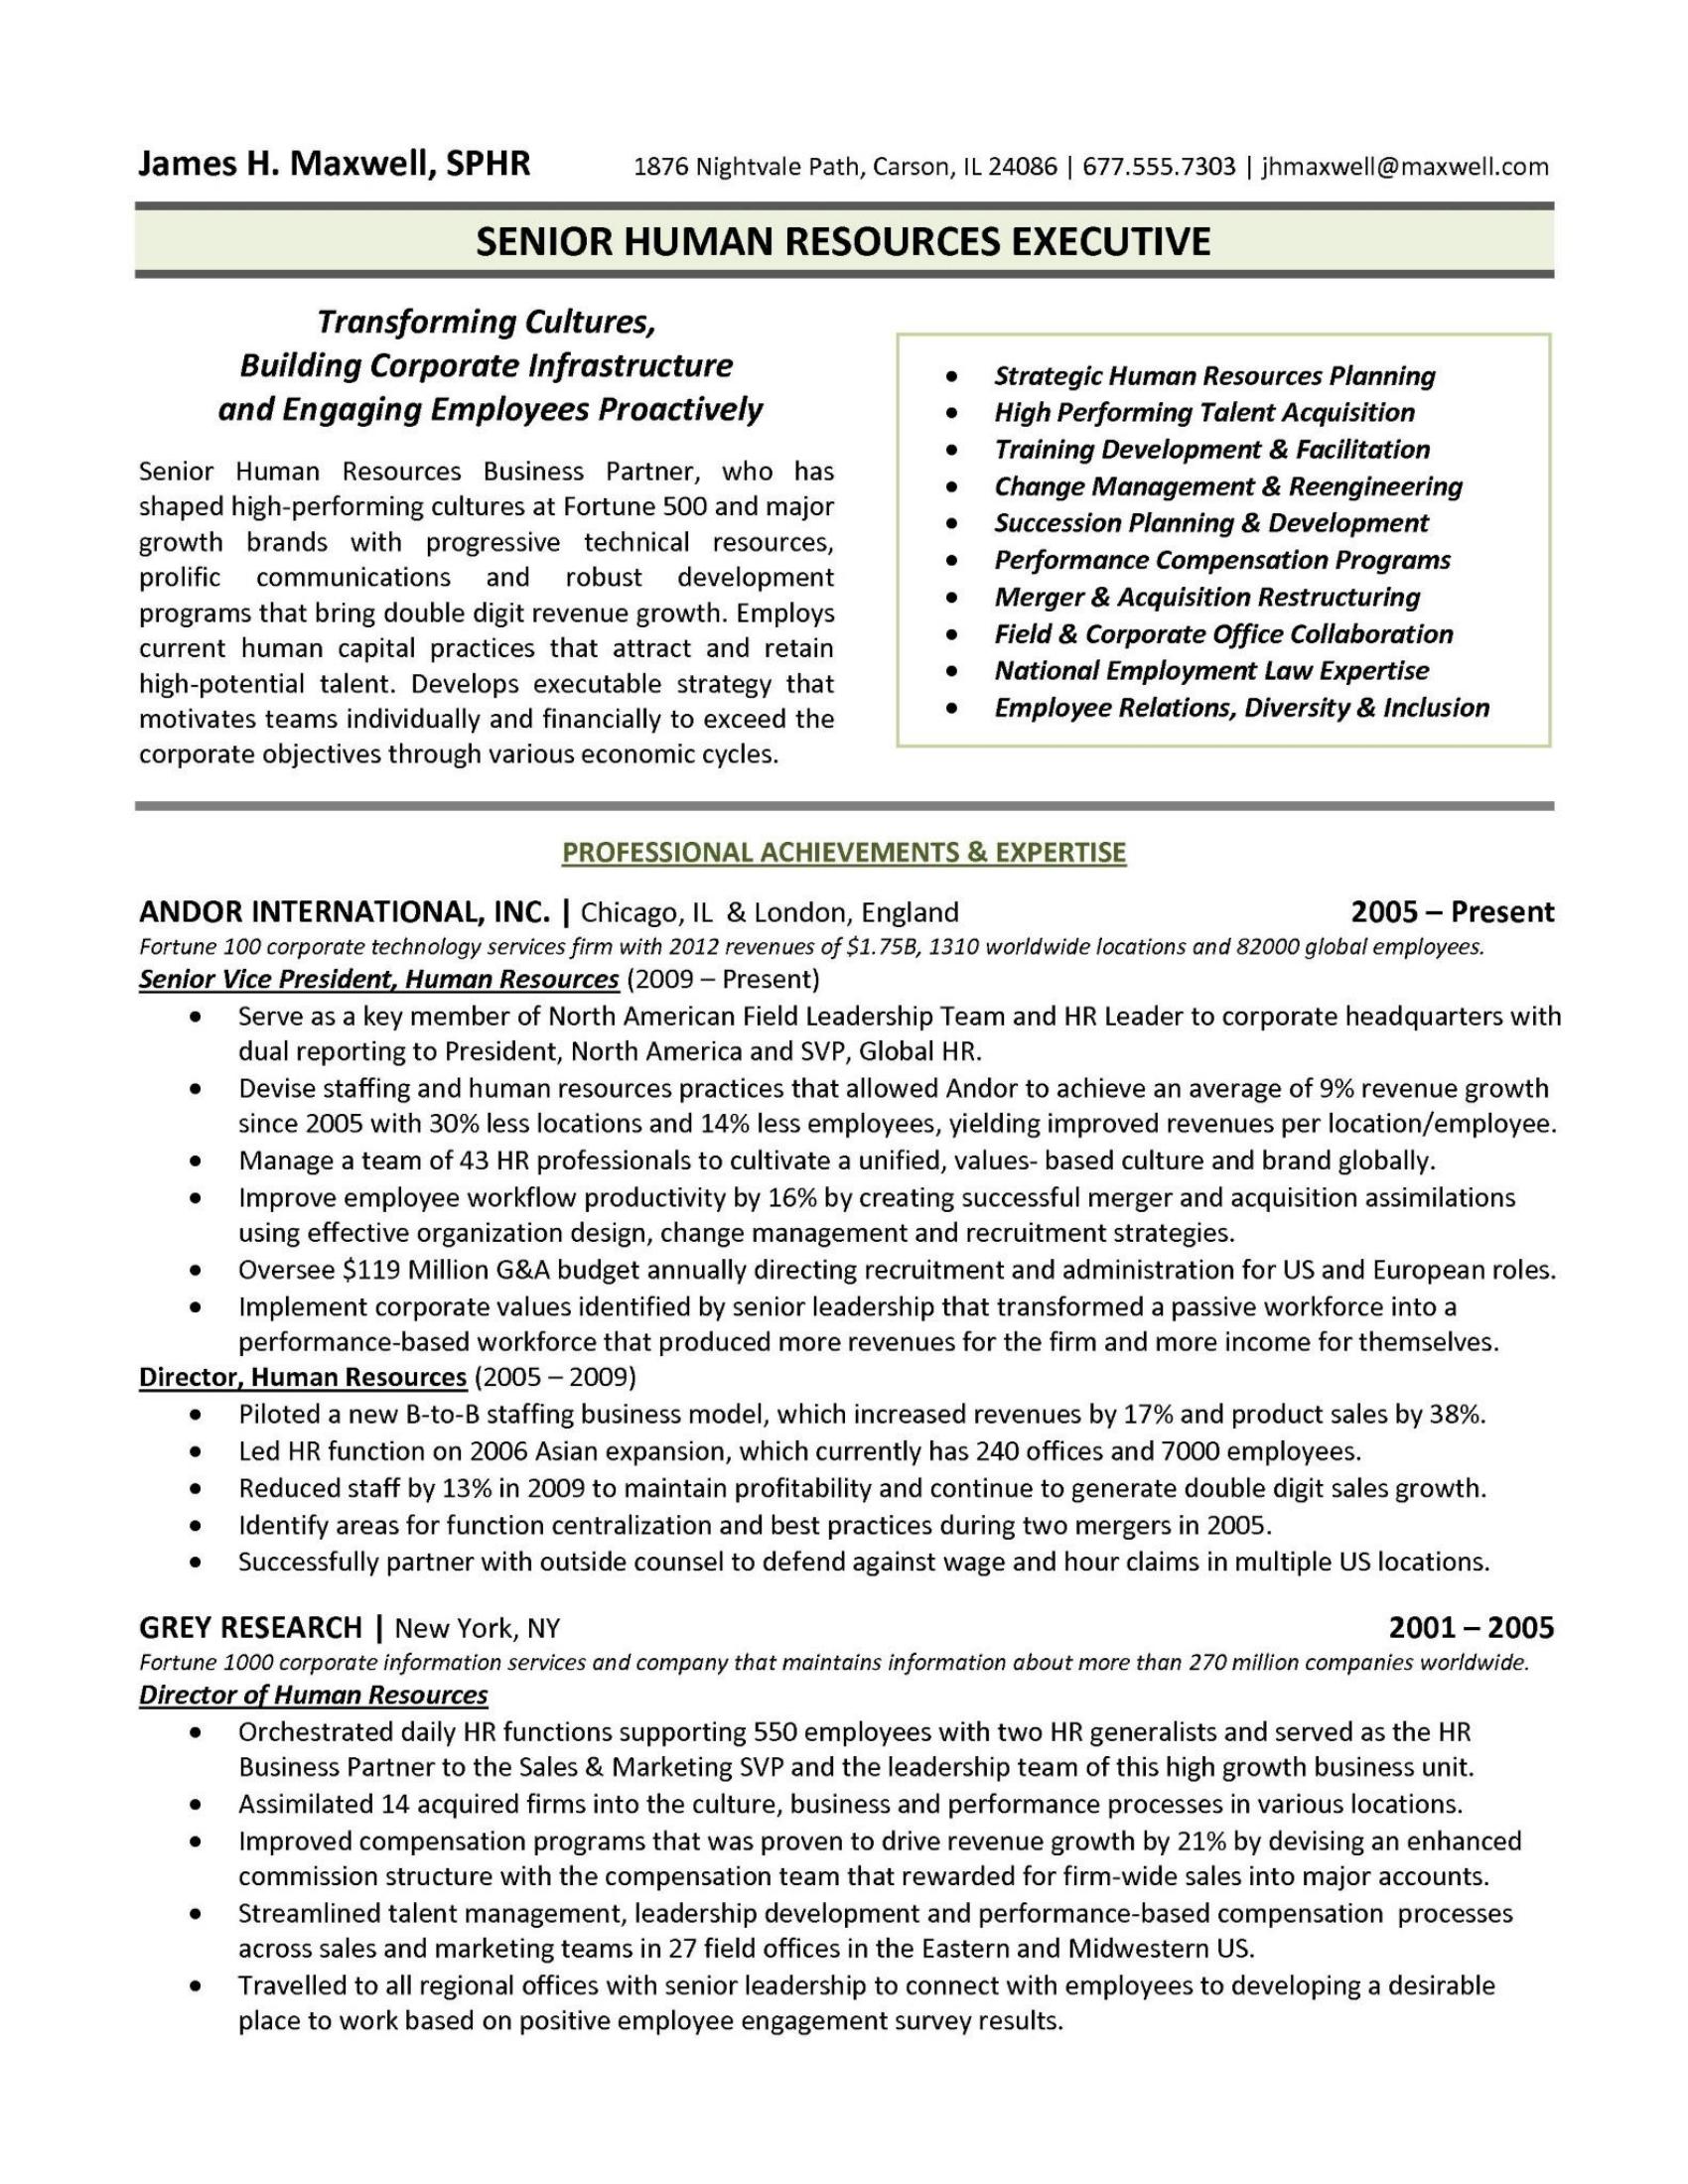 James H. Maxwell, SPHR 1876 Nightvale Path, Carson, IL 24086 | 677.555.7303 | jhmaxwell@maxwell.com
SENIOR HUMAN RESOURCES EXECUTIVE
Transforming Cultures,
Building Corporate Infrastructure
and Engaging Employees Proactively
Senior Human Resources Business Partner, who has
shaped high-performing cultures at Fortune 500 and major
growth brands with progressive technical resources,
prolific communications and robust development
programs that bring double digit revenue growth. Employs
current human capital practices that attract and retain
high-potential talent. Develops executable strategy that
motivates teams individually and financially to exceed the
corporate objectives through various economic cycles.
• Strategic Human Resources Planning
• High Performing Talent Acquisition
• Training Development & Facilitation
• Change Management & Reengineering
• Succession Planning & Development
• Performance Compensation Programs
• Merger & Acquisition Restructuring
• Field & Corporate Office Collaboration
• National Employment Law Expertise
• Employee Relations, Diversity & Inclusion
PROFESSIONAL ACHIEVEMENTS & EXPERTISE
ANDOR INTERNATIONAL, INC. | Chicago, IL & London, England 2005 – Present
Fortune 100 corporate technology services firm with 2012 revenues of $1.75B, 1310 worldwide locations and 82000 global employees.
Senior Vice President, Human Resources (2009 – Present)
• Serve as a key member of North American Field Leadership Team and HR Leader to corporate headquarters with
dual reporting to President, North America and SVP, Global HR.
• Devise staffing and human resources practices that allowed Andor to achieve an average of 9% revenue growth
since 2005 with 30% less locations and 14% less employees, yielding improved revenues per location/employee.
• Manage a team of 43 HR professionals to cultivate a unified, values- based culture and brand globally.
• Improve employee workflow productivity by 16% by creating successful merger and acquisition assimilations
using effective organization design, change management and recruitment strategies.
• Oversee $119 Million G&A budget annually directing recruitment and administration for US and European roles.
• Implement corporate values identified by senior leadership that transformed a passive workforce into a
performance-based workforce that produced more revenues for the firm and more income for themselves.
Director, Human Resources (2005 – 2009)
• Piloted a new B-to-B staffing business model, which increased revenues by 17% and product sales by 38%.
• Led HR function on 2006 Asian expansion, which currently has 240 offices and 7000 employees.
• Reduced staff by 13% in 2009 to maintain profitability and continue to generate double digit sales growth.
• Identify areas for function centralization and best practices during two mergers in 2005.
• Successfully partner with outside counsel to defend against wage and hour claims in multiple US locations.
GREY RESEARCH | New York, NY 2001 – 2005
Fortune 1000 corporate information services and company that maintains information about more than 270 million companies worldwide.
Director of Human Resources
• Orchestrated daily HR functions supporting 550 employees with two HR generalists and served as the HR
Business Partner to the Sales & Marketing SVP and the leadership team of this high growth business unit.
• Assimilated 14 acquired firms into the culture, business and performance processes in various locations.
• Improved compensation programs that was proven to drive revenue growth by 21% by devising an enhanced
commission structure with the compensation team that rewarded for firm-wide sales into major accounts.
• Streamlined talent management, leadership development and performance-based compensation processes
across sales and marketing teams in 27 field offices in the Eastern and Midwestern US.
• Travelled to all regional offices with senior leadership to connect with employees to developing a desirable
place to work based on positive employee engagement survey results.